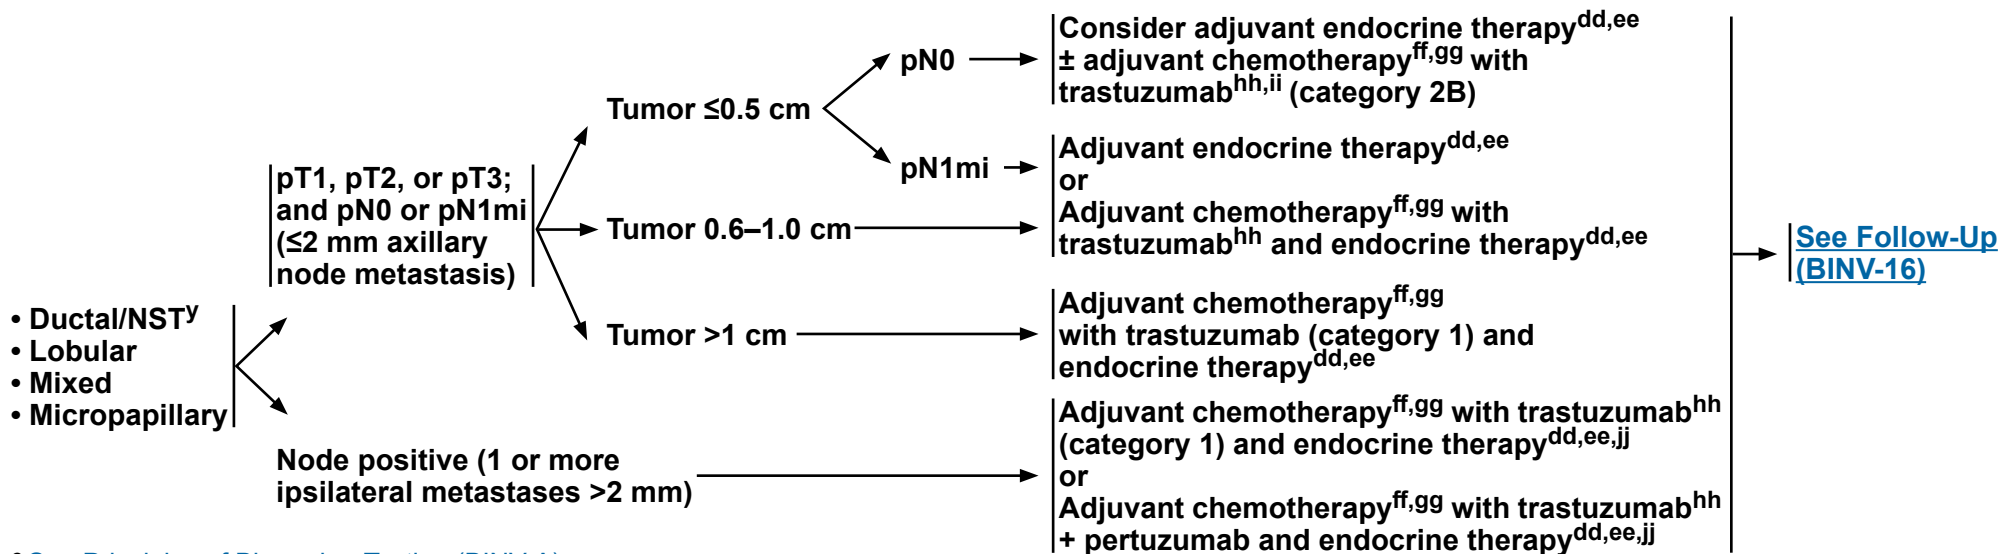 • Ductal/NSTy
• Lobular
• Mixed
• Micropapillary
pT1, pT2, or pT3;
and pN0 or pN1mi
(≤2 mm axillary
node metastasis)
Node positive (1 or more
ipsilateral metastases >2 mm)
Tumor ≤0.5 cm
Tumor 0.6–1.0 cm
Tumor >1 cm
pN0
pN1mi
Consider adjuvant endocrine therapydd,ee
± adjuvant chemotherapyff,gg with
trastuzumabhh,ii (category 2B)
Adjuvant endocrine therapydd,ee
or
Adjuvant chemotherapyff,gg with
trastuzumabhh and endocrine therapydd,ee
Adjuvant chemotherapyff,gg
with trastuzumab (category 1) and
endocrine therapydd,ee
Adjuvant chemotherapyff,gg with trastuzumabhh
(category 1) and endocrine therapydd,ee,jj
or
Adjuvant chemotherapyff,gg with trastuzumabhh
+ pertuzumab and endocrine therapydd,ee,jj
See Follow-Up
(BINV-16)